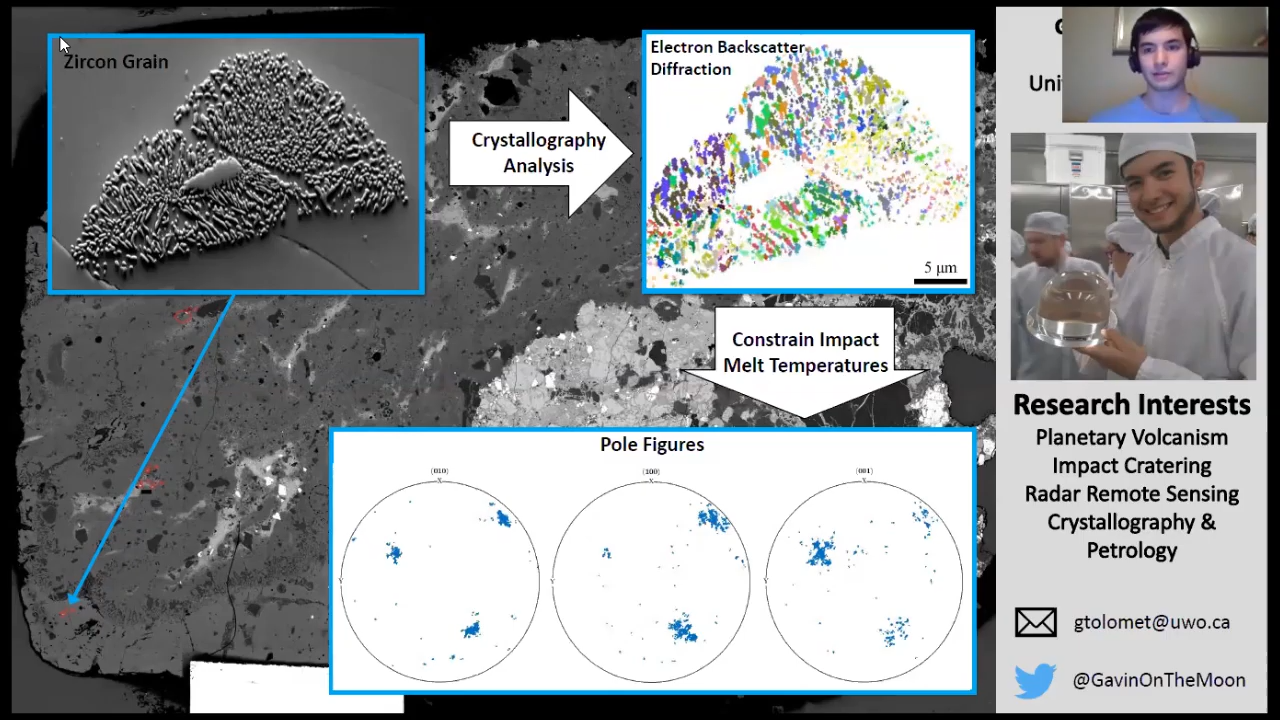 Zircon Grain
Crystallography
Analysis
Electron Backscatter
Diffraction
5 μm
Constrain Impact
Melt Temperatures
Pole Figures
(010)
X
Y
(100)
X
Y
(001)
X
Y
Research Interests
Planetary Volcanism
Impact Cratering
Radar Remote Sensing
Crystallography &
Petrology
gtolomet@uwo.ca
@GavinOnTheMoon